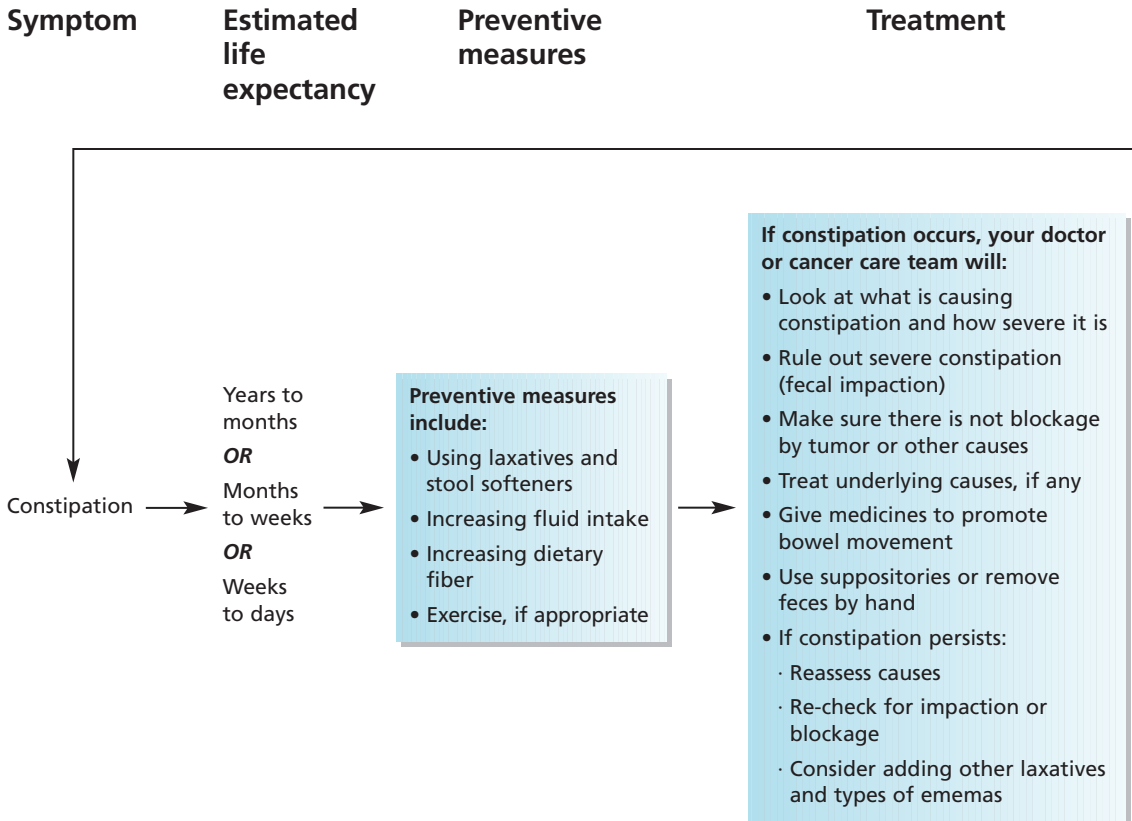 Symptom
Estimated
life
expectancy
Preventive
measures
Treatment
Constipation
Years to
months
OR
Months
to weeks
OR
Weeks
to days
Preventive measures
include:
• Using laxatives and
stool softeners
• Increasing fluid intake
• Increasing dietary
fiber
• Exercise, if appropriate
If constipation occurs, your doctor
or cancer care team will:
• Look at what is causing
constipation and how severe it is
• Rule out severe constipation
(fecal impaction)
• Make sure there is not blockage
by tumor or other causes
• Treat underlying causes, if any
• Give medicines to promote
bowel movement
• Use suppositories or remove
feces by hand
• If constipation persists:
· Reassess causes
· Re-check for impaction or
blockage
· Consider adding other laxatives
and types of ememas